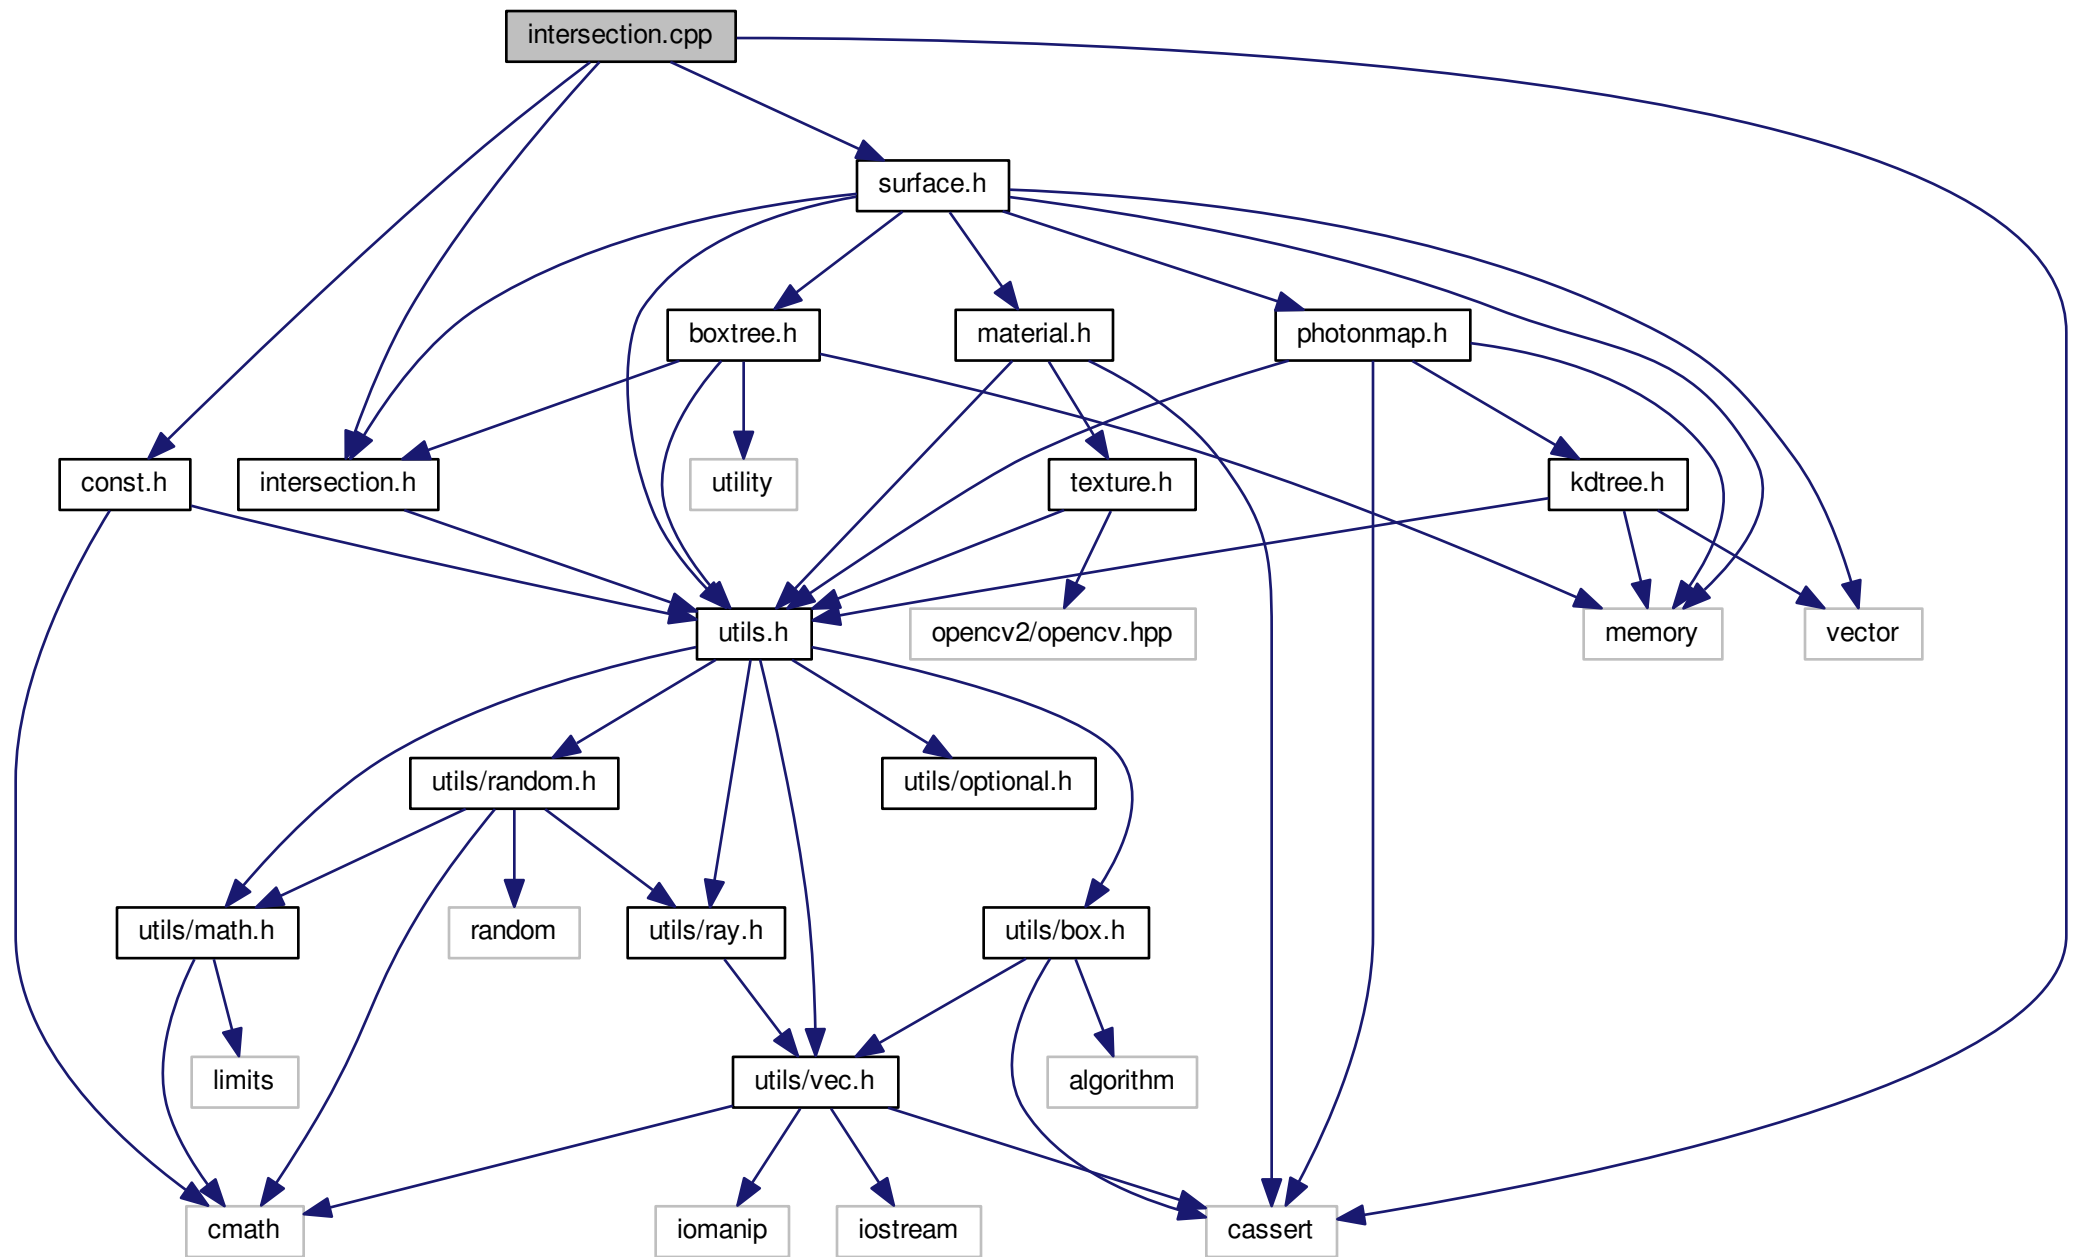 intersection.cpp
surface.h
boxtree.h
material.h
photonmap.h
const.h
intersection.h
utility
texture.h
kdtree.h
utils.h
opencv2/opencv.hpp
memory
vector
utils/random.h
utils/optional.h
utils/math.h
random
utils/ray.h
utils/box.h
limits
utils/vec.h
algorithm
cmath
iomanip
iostream
cassert